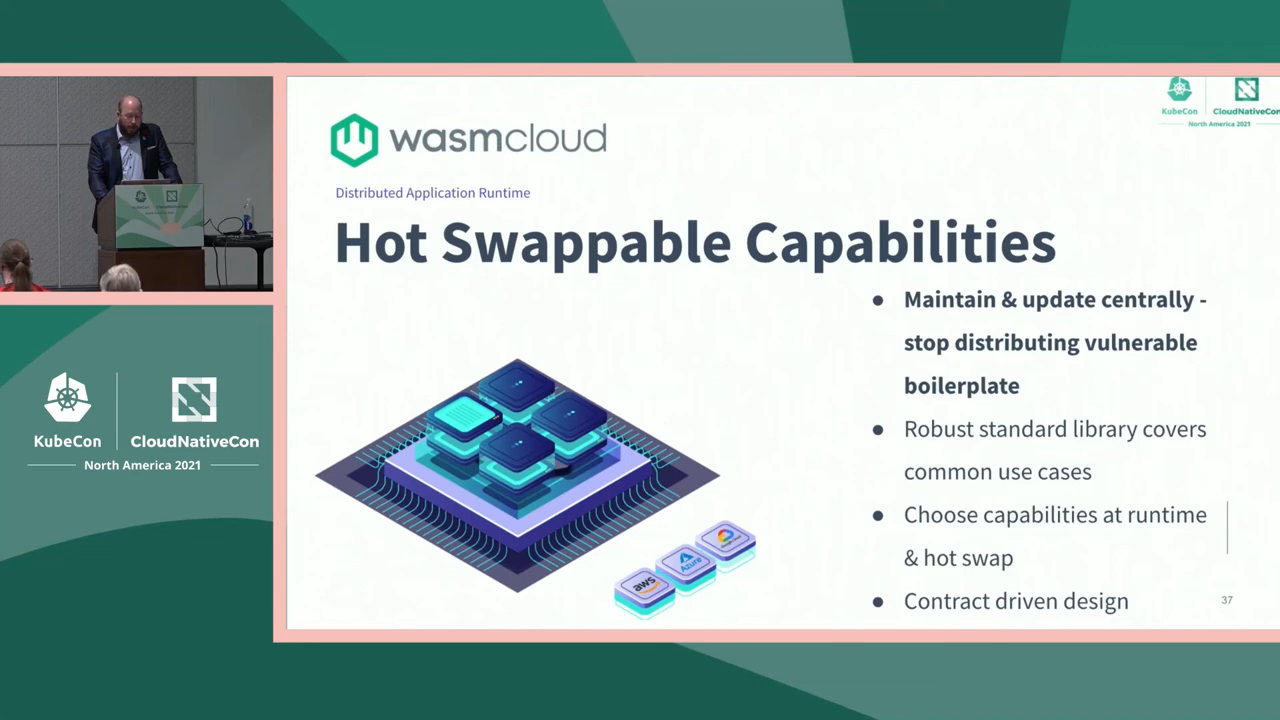 KubeCon
CloudNativeCon
North America 2021
wasmcloud
Distributed Application Runtime
Hot Swappable Capabilities
● Maintain & update centrally -
stop distributing vulnerable
boilerplate
● Robust standard library covers
common use cases
● Choose capabilities at runtime
& hot swap
● Contract driven design
37
aws
Azure
KubeCon
CloudNativeCon
North America 2021